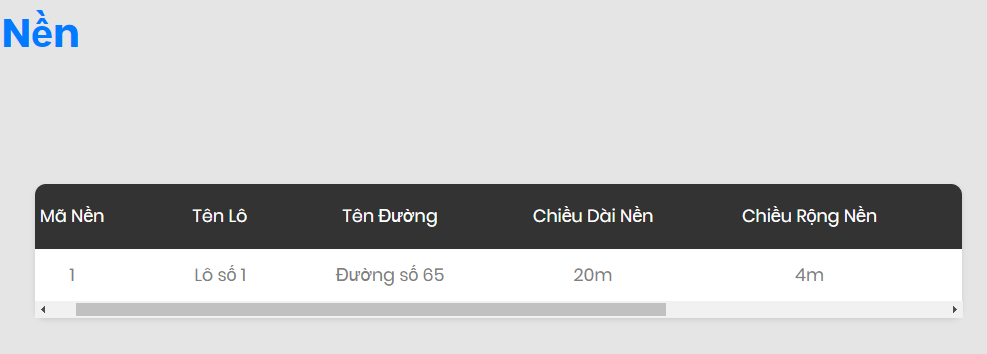 Nền
Mã Nền Tên Lô Tên Đường Chiều Dài Nền Chiều Rộng Nền
1 Lô số 1 Đường số 65 20m 4m